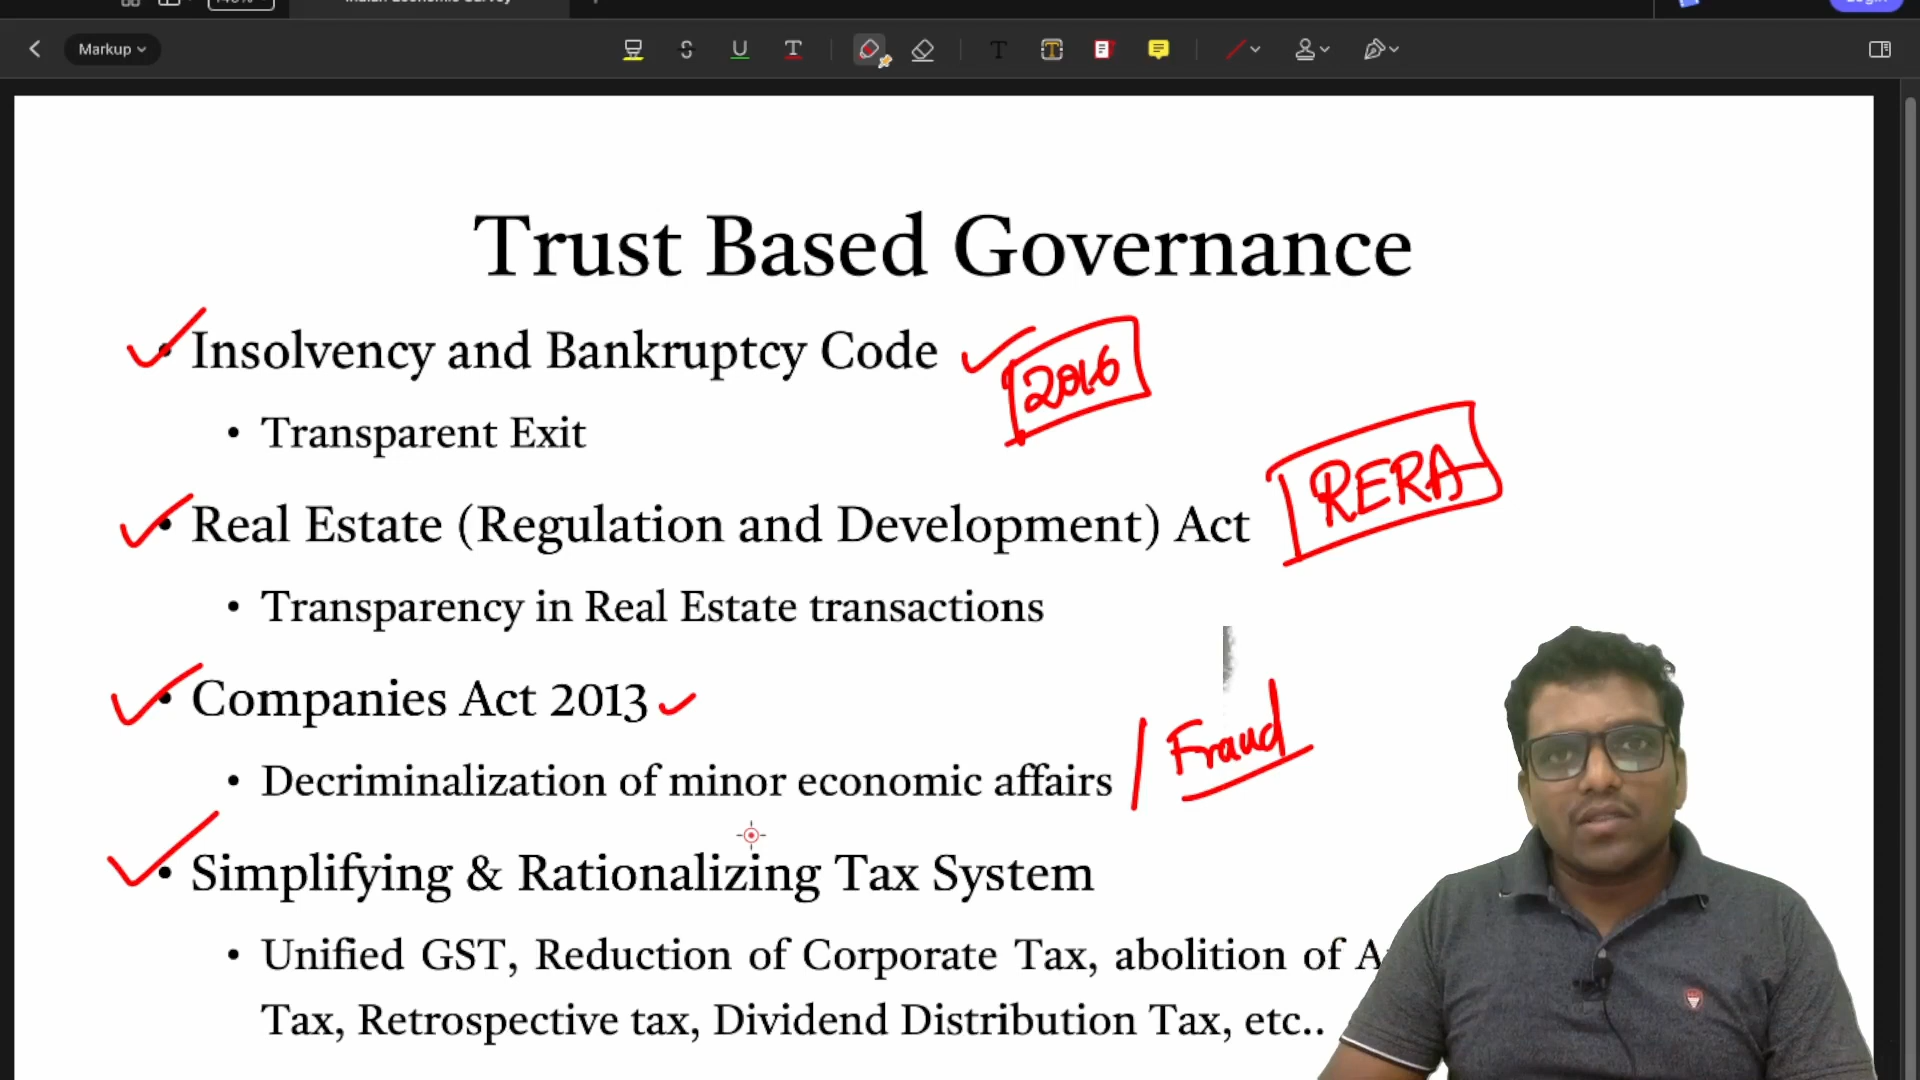 Markup
Trust Based Governance
• Insolvency and Bankruptcy Code 2016
• Transparent Exit
• Real Estate (Regulation and Development) Act RERA
• Transparency in Real Estate transactions
• Companies Act 2013
• Decriminalization of minor economic affairs / Fraud
• Simplifying & Rationalizing Tax System
• Unified GST, Reduction of Corporate Tax, abolition of
Tax, Retrospective tax, Dividend Distribution Tax, etc..